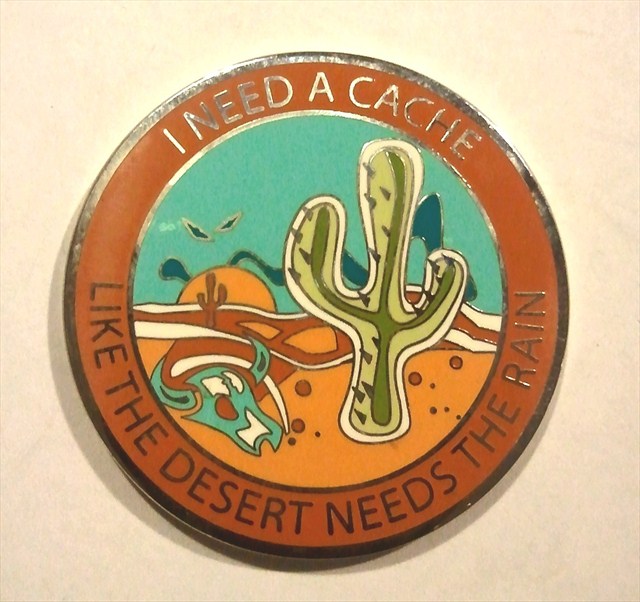 I NEED A CACHE
LIKE THE DESERT NEEDS THE RAIN